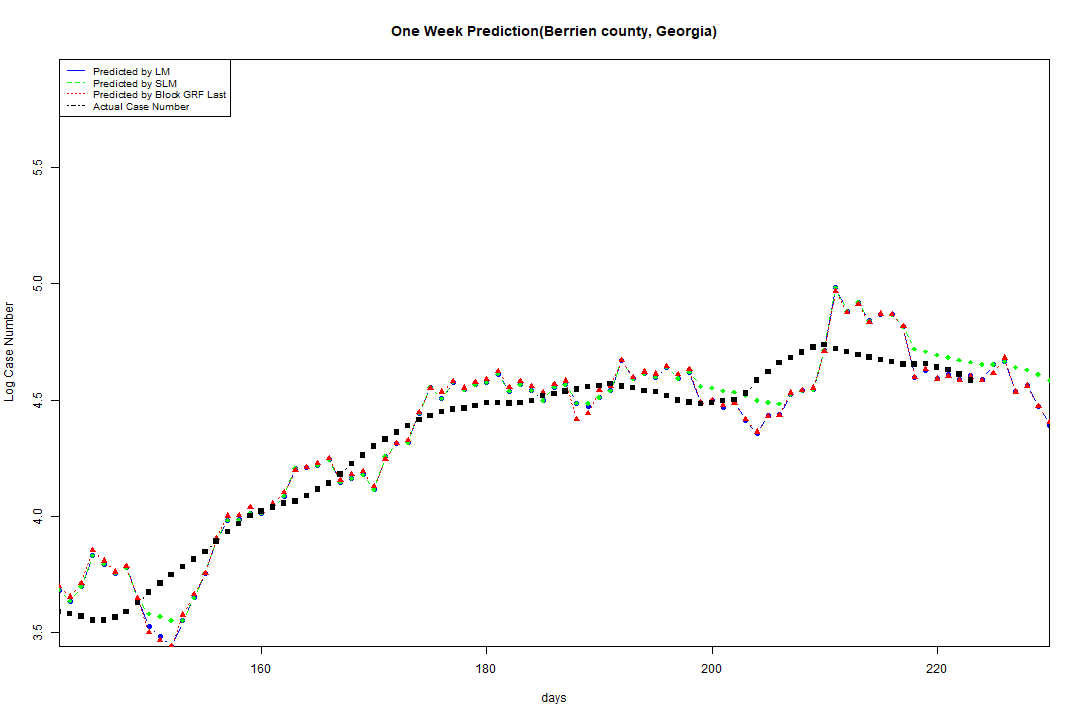 One Week Prediction(Berrien county, Georgia)
Predicted by LM
Predicted by SLM
Predicted by Block GRF Last
Actual Case Number
5.5
5.0
4.5
4.0
3.5
Log Case Number
160 180 200 220
days